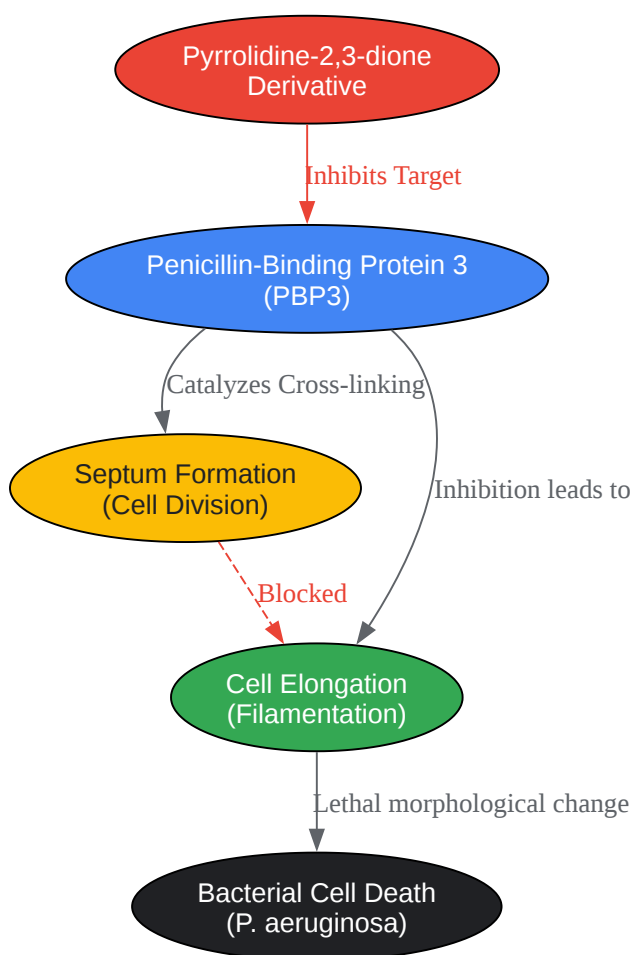 Pyrrolidine-2,3-dione
Derivative
Inhibits Target
Penicillin-Binding Protein 3
(PBP3)
Catalyzes Cross-linking
Septum Formation
(Cell Division)
Inhibition leads to
Blocked
Cell Elongation
(Filamentation)
Lethal morphological change
Bacterial Cell Death
(P. aeruginosa)